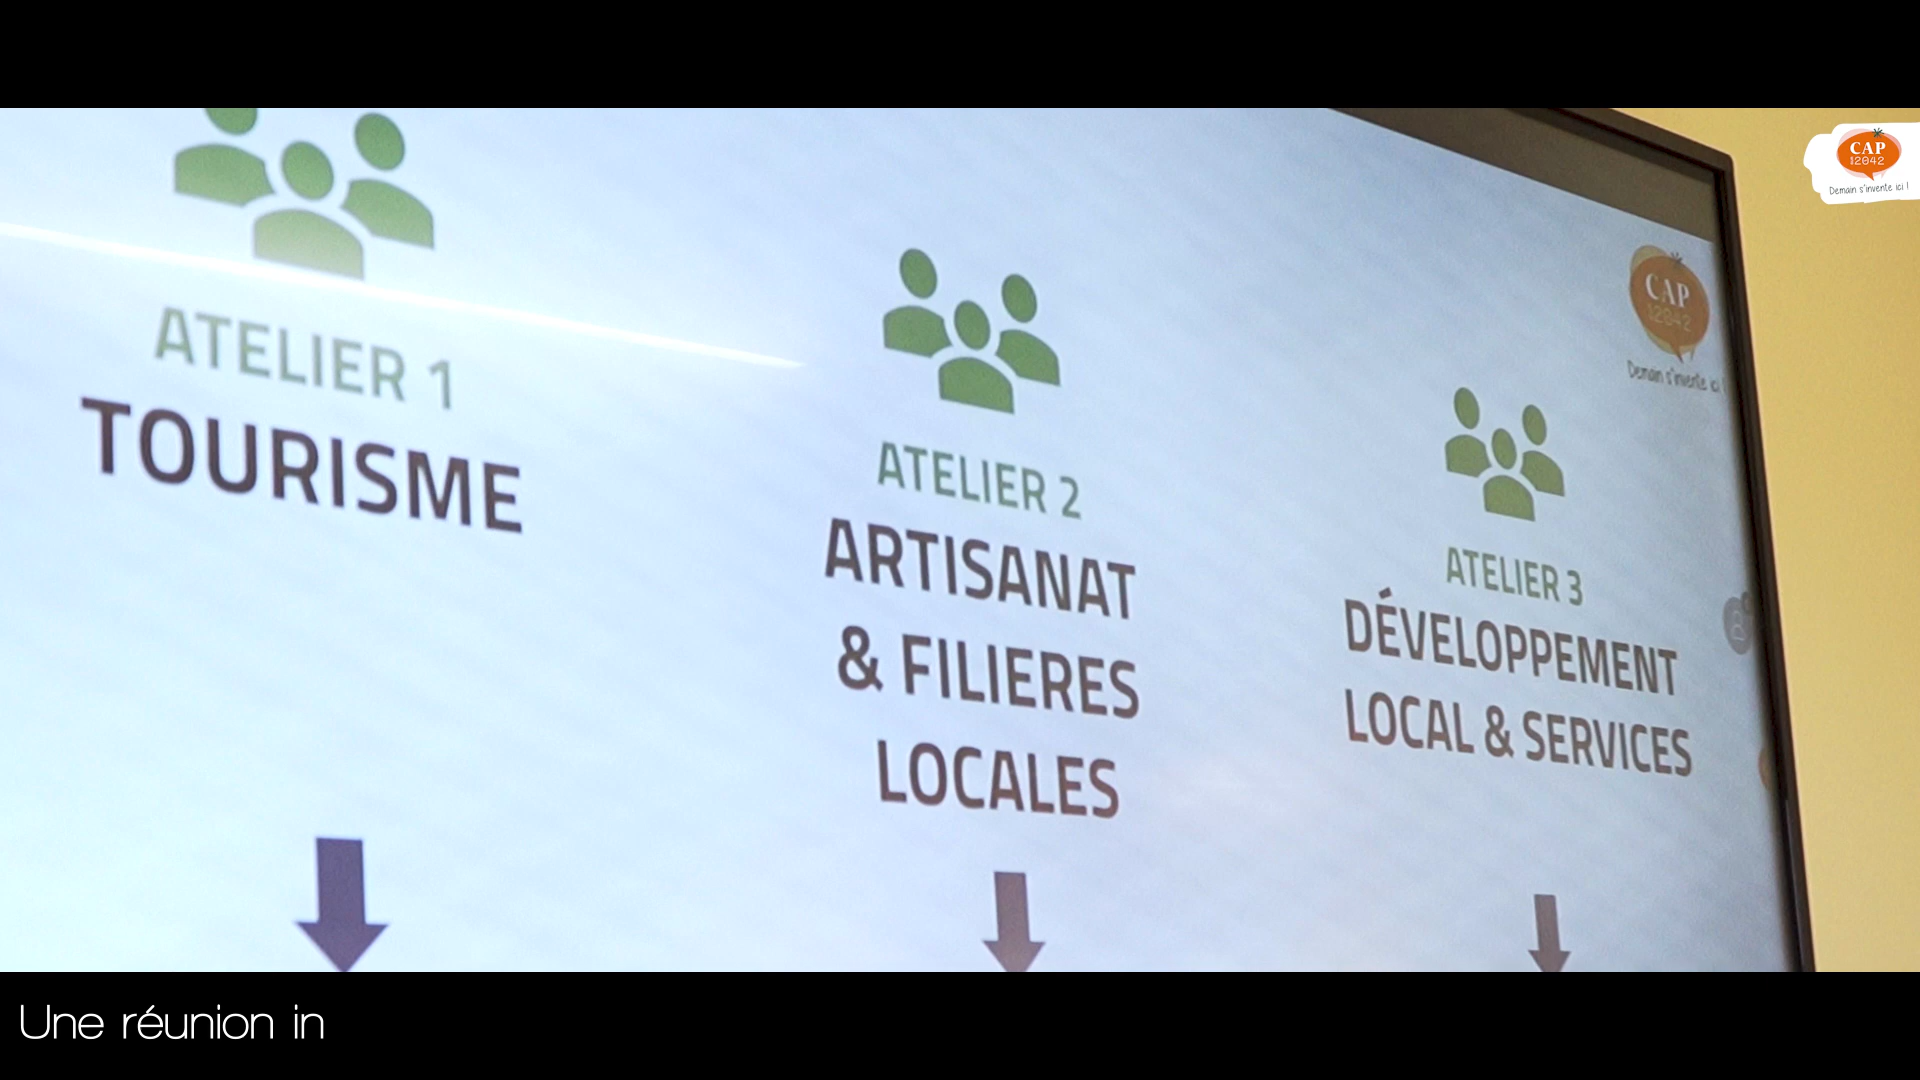 ATELIER 1
TOURISME
ATELIER 2
ARTISANAT
& FILIERES
LOCALES
ATELIER 3
DÉVELOPPEMENT
LOCAL & SERVICES
CAP
12042
Demain s'invente ici !
CAP
12042
Demain s'invente ici !
Une réunion in